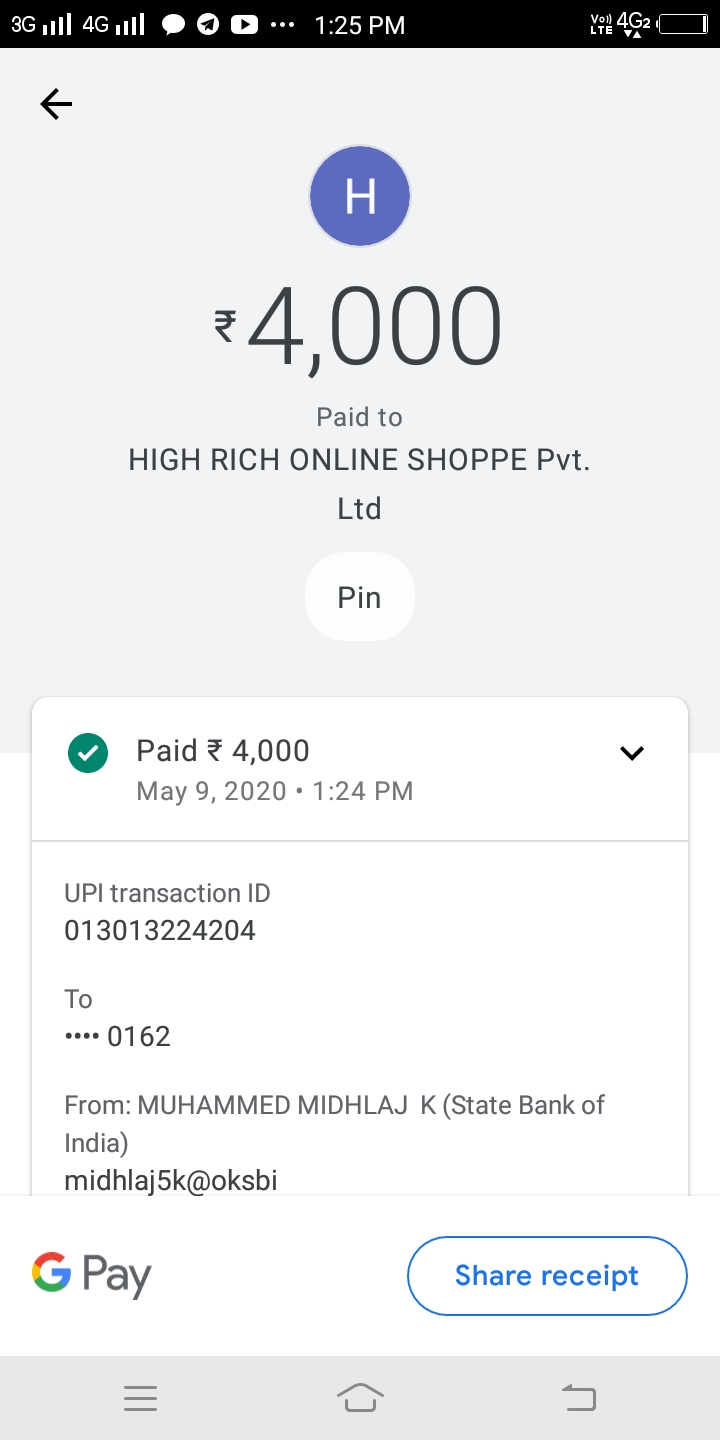 3G 4G 1:25 PM Vo)) LTE 4G2
H
₹4,000
Paid to
HIGH RICH ONLINE SHOPPE Pvt.
Ltd
Pin
Paid ₹ 4,000
May 9, 2020 • 1:24 PM
UPI transaction ID
013013224204
To
•••• 0162
From: MUHAMMED MIDHLAJ K (State Bank of
India)
midhlaj5k@oksbi
G Pay
Share receipt